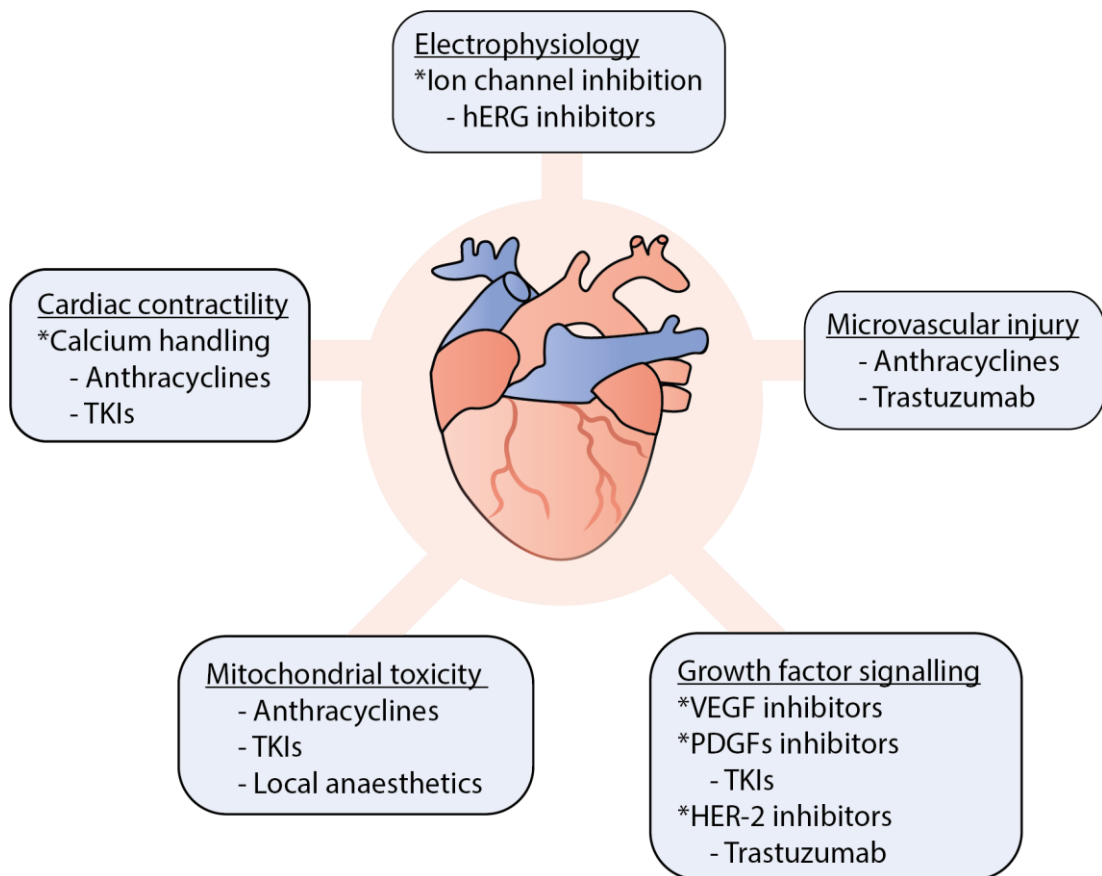 Electrophysiology
*Ion channel inhibition
- hERG inhibitors
Cardiac contractility
*Calcium handling
- Anthracyclines
- TKIs
Microvascular injury
- Anthracyclines
- Trastuzumab
Mitochondrial toxicity
- Anthracyclines
- TKIs
- Local anaesthetics
Growth factor signalling
*VEGF inhibitors
*PDGFs inhibitors
- TKIs
*HER-2 inhibitors
- Trastuzumab